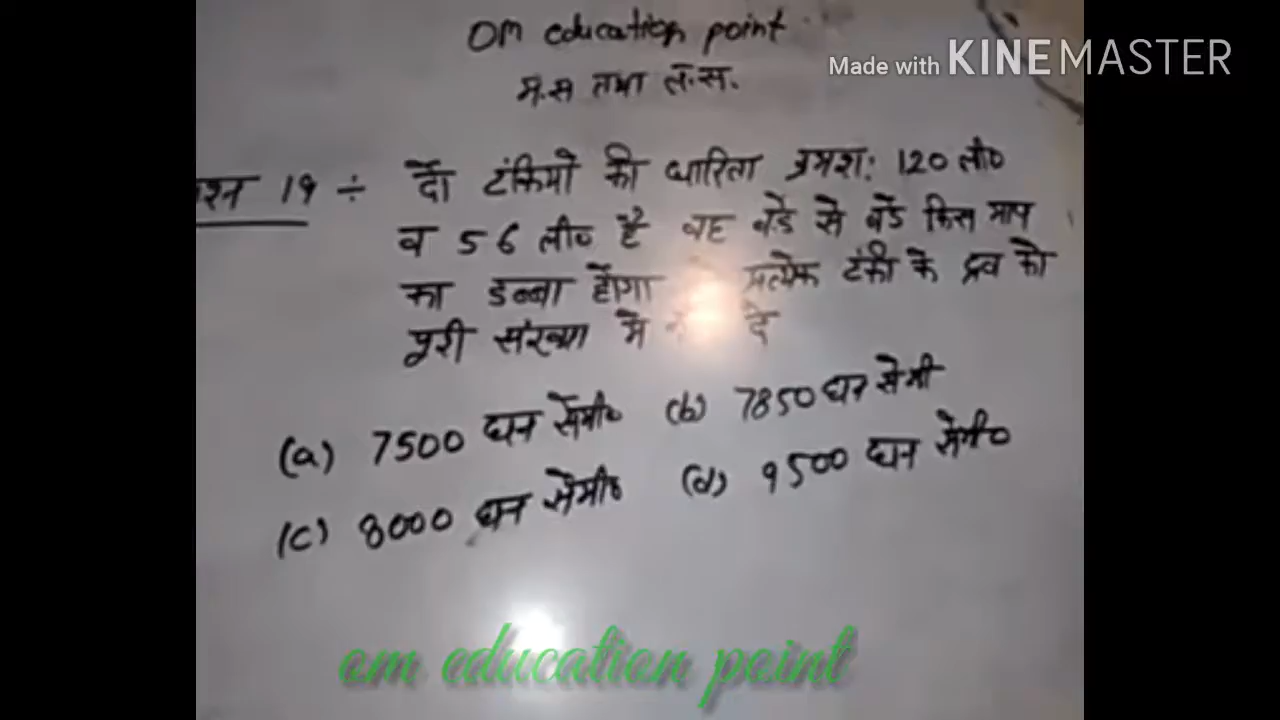 OM education point
Made with KINEMASTER
म.स तथा ल.स.
श्न 19 ÷ दो टंकियो की धारिता क्रमश: 120 ली०
व 56 ली० है वह बडे से बडे किस माप
का डब्बा होगा प्रत्येक टंकी के द्रव को
पूरी संख्या मे दे
(a) 7500 घन सेमी० (b) 7850 घन सेमी
(c) 8000 घन सेमी० (d) 9500 घन सेमी०
om education point